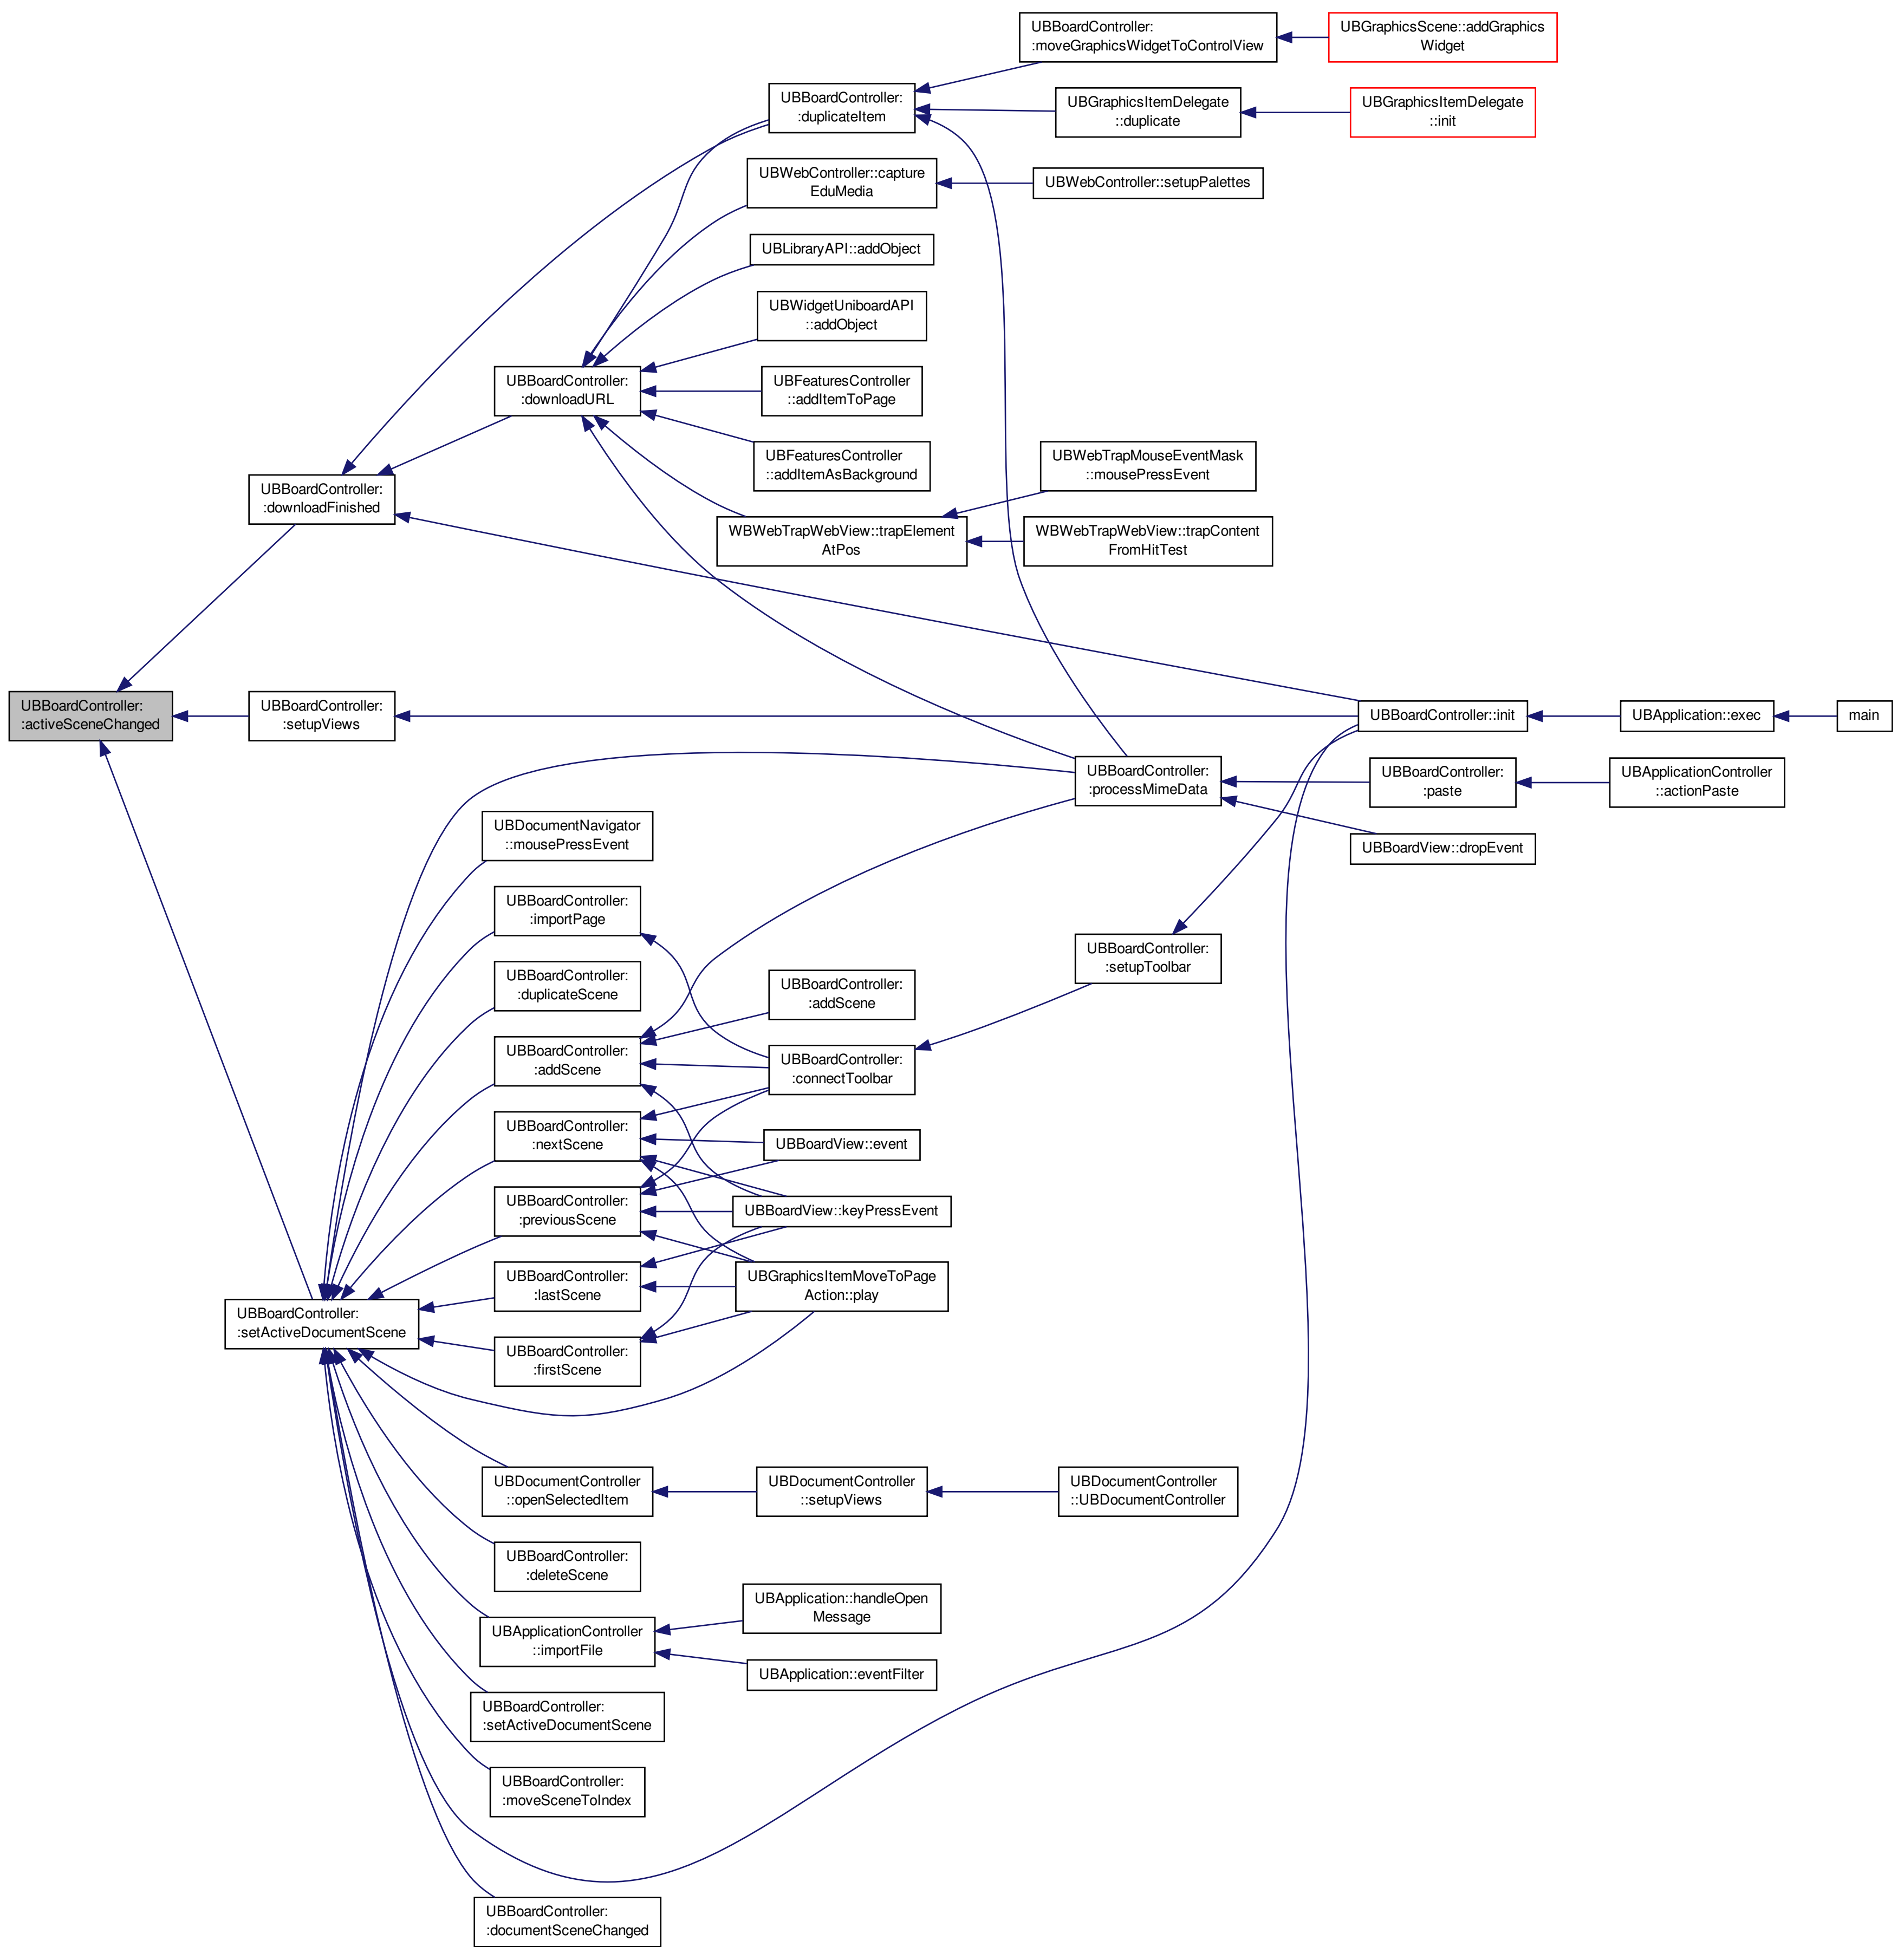 UBBoardController:
:moveGraphicsWidgetToControlView
UBGraphicsScene::addGraphics
Widget
UBBoardController:
:duplicateItem
UBGraphicsItemDelegate
::duplicate
UBGraphicsItemDelegate
::init
UBWebController::capture
EduMedia
UBWebController::setupPalettes
UBLibraryAPI::addObject
UBWidgetUniboardAPI
::addObject
UBBoardController:
:downloadURL
UBFeaturesController
::addItemToPage
UBFeaturesController
::addItemAsBackground
UBWebTrapMouseEventMask
::mousePressEvent
UBBoardController:
:downloadFinished
WBWebTrapWebView::trapElement
AtPos
WBWebTrapWebView::trapContent
FromHitTest
UBBoardController:
:activeSceneChanged
UBBoardController:
:setupViews
UBBoardController::init
UBApplication::exec
main
UBBoardController:
:processMimeData
UBBoardController:
:paste
UBApplicationController
::actionPaste
UBDocumentNavigator
::mousePressEvent
UBBoardView::dropEvent
UBBoardController:
:importPage
UBBoardController:
:setupToolbar
UBBoardController:
:duplicateScene
UBBoardController:
:addScene
UBBoardController:
:addScene
UBBoardController:
:connectToolbar
UBBoardController:
:nextScene
UBBoardView::event
UBBoardController:
:previousScene
UBBoardView::keyPressEvent
UBBoardController:
:lastScene
UBGraphicsItemMoveToPage
Action::play
UBBoardController:
:setActiveDocumentScene
UBBoardController:
:firstScene
UBDocumentController
::openSelectedItem
UBDocumentController
::setupViews
UBDocumentController
::UBDocumentController
UBBoardController:
:deleteScene
UBApplication::handleOpen
Message
UBApplicationController
::importFile
UBApplication::eventFilter
UBBoardController:
:setActiveDocumentScene
UBBoardController:
:moveSceneToIndex
UBBoardController:
:documentSceneChanged